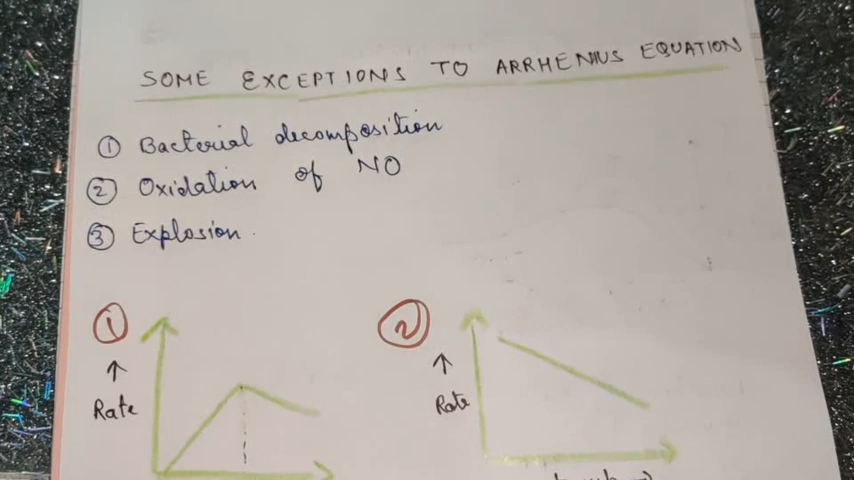 SOME EXCEPTIONS TO ARRHENIUS EQUATION
① Bacterial decomposition
② Oxidation of NO
③ Explosion.
① ②
↑ ↑
Rate Rate